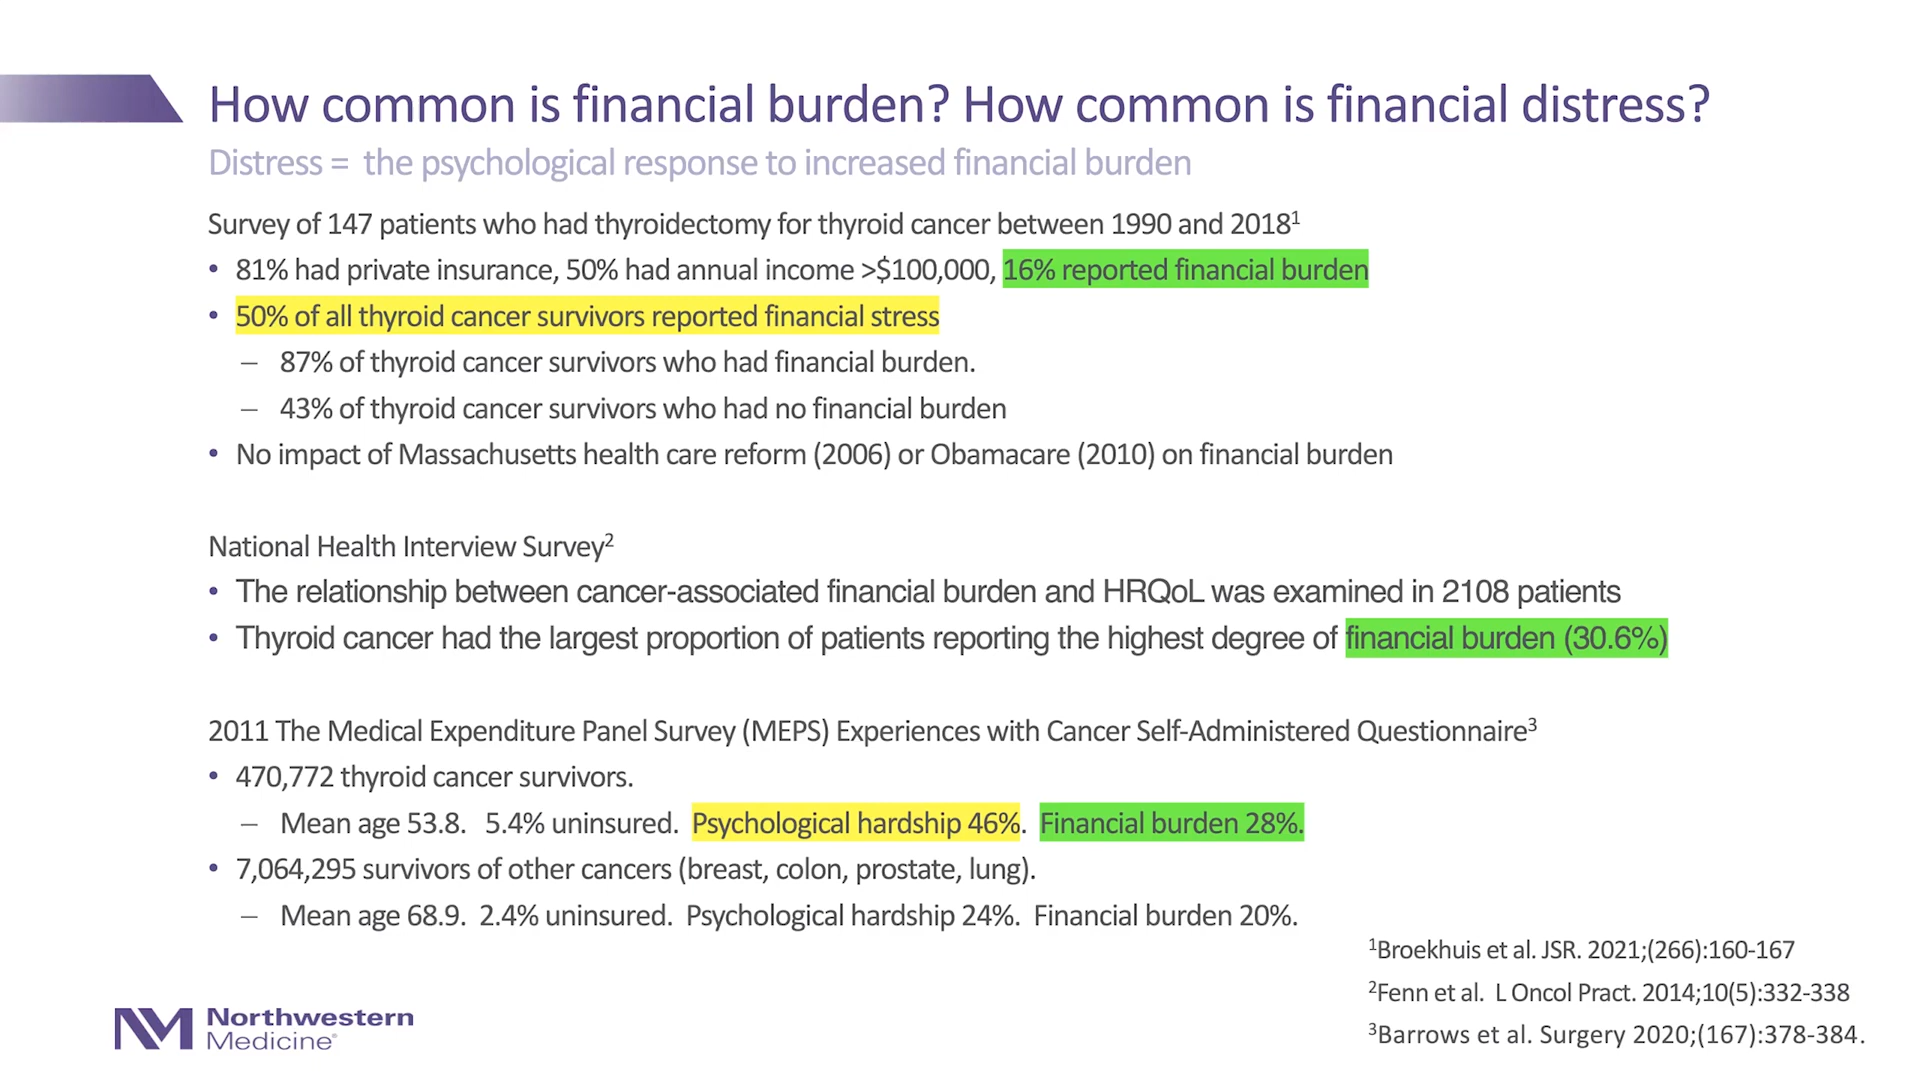 How common is financial burden? How common is financial distress?
Distress = the psychological response to increased financial burden
Survey of 147 patients who had thyroidectomy for thyroid cancer between 1990 and 2018¹
• 81% had private insurance, 50% had annual income >$100,000, 16% reported financial burden
• 50% of all thyroid cancer survivors reported financial stress
– 87% of thyroid cancer survivors who had financial burden.
– 43% of thyroid cancer survivors who had no financial burden
• No impact of Massachusetts health care reform (2006) or Obamacare (2010) on financial burden
National Health Interview Survey²
• The relationship between cancer-associated financial burden and HRQoL was examined in 2108 patients
• Thyroid cancer had the largest proportion of patients reporting the highest degree of financial burden (30.6%)
2011 The Medical Expenditure Panel Survey (MEPS) Experiences with Cancer Self-Administered Questionnaire³
• 470,772 thyroid cancer survivors.
– Mean age 53.8. 5.4% uninsured. Psychological hardship 46%. Financial burden 28%.
• 7,064,295 survivors of other cancers (breast, colon, prostate, lung).
– Mean age 68.9. 2.4% uninsured. Psychological hardship 24%. Financial burden 20%.
¹Broekhuis et al. JSR. 2021;(266):160-167
²Fenn et al. L Oncol Pract. 2014;10(5):332-338
³Barrows et al. Surgery 2020;(167):378-384.
NM Northwestern
Medicine®